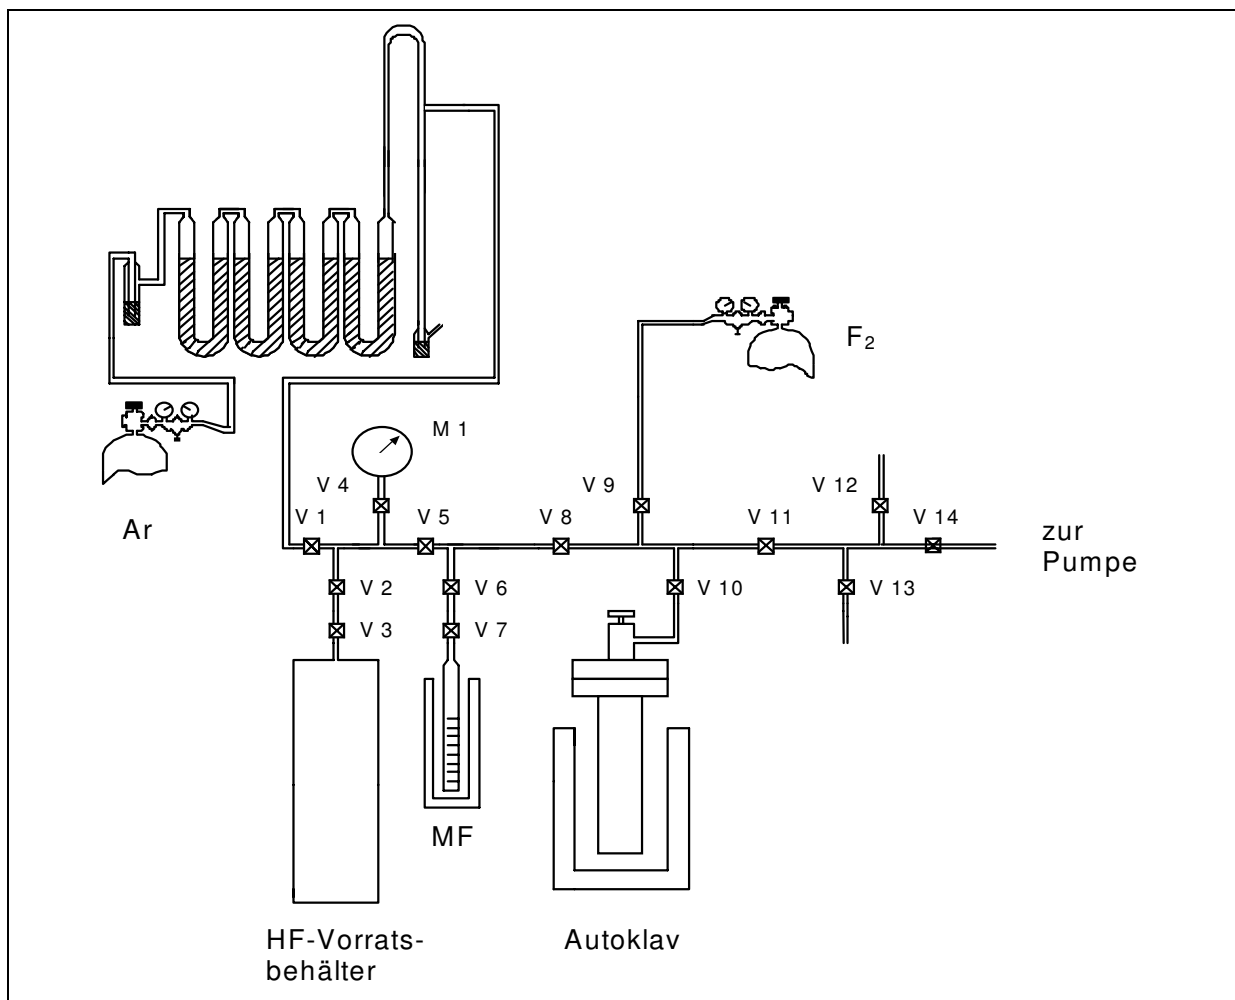 F2
M 1
V 4
V 9
V 12
Ar
V 1
V 5
V 8
V 11
V 14
zur
Pumpe
V 2
V 6
V 10
V 13
V 3
V 7
MF
HF-Vorrats-
behälter
Autoklav